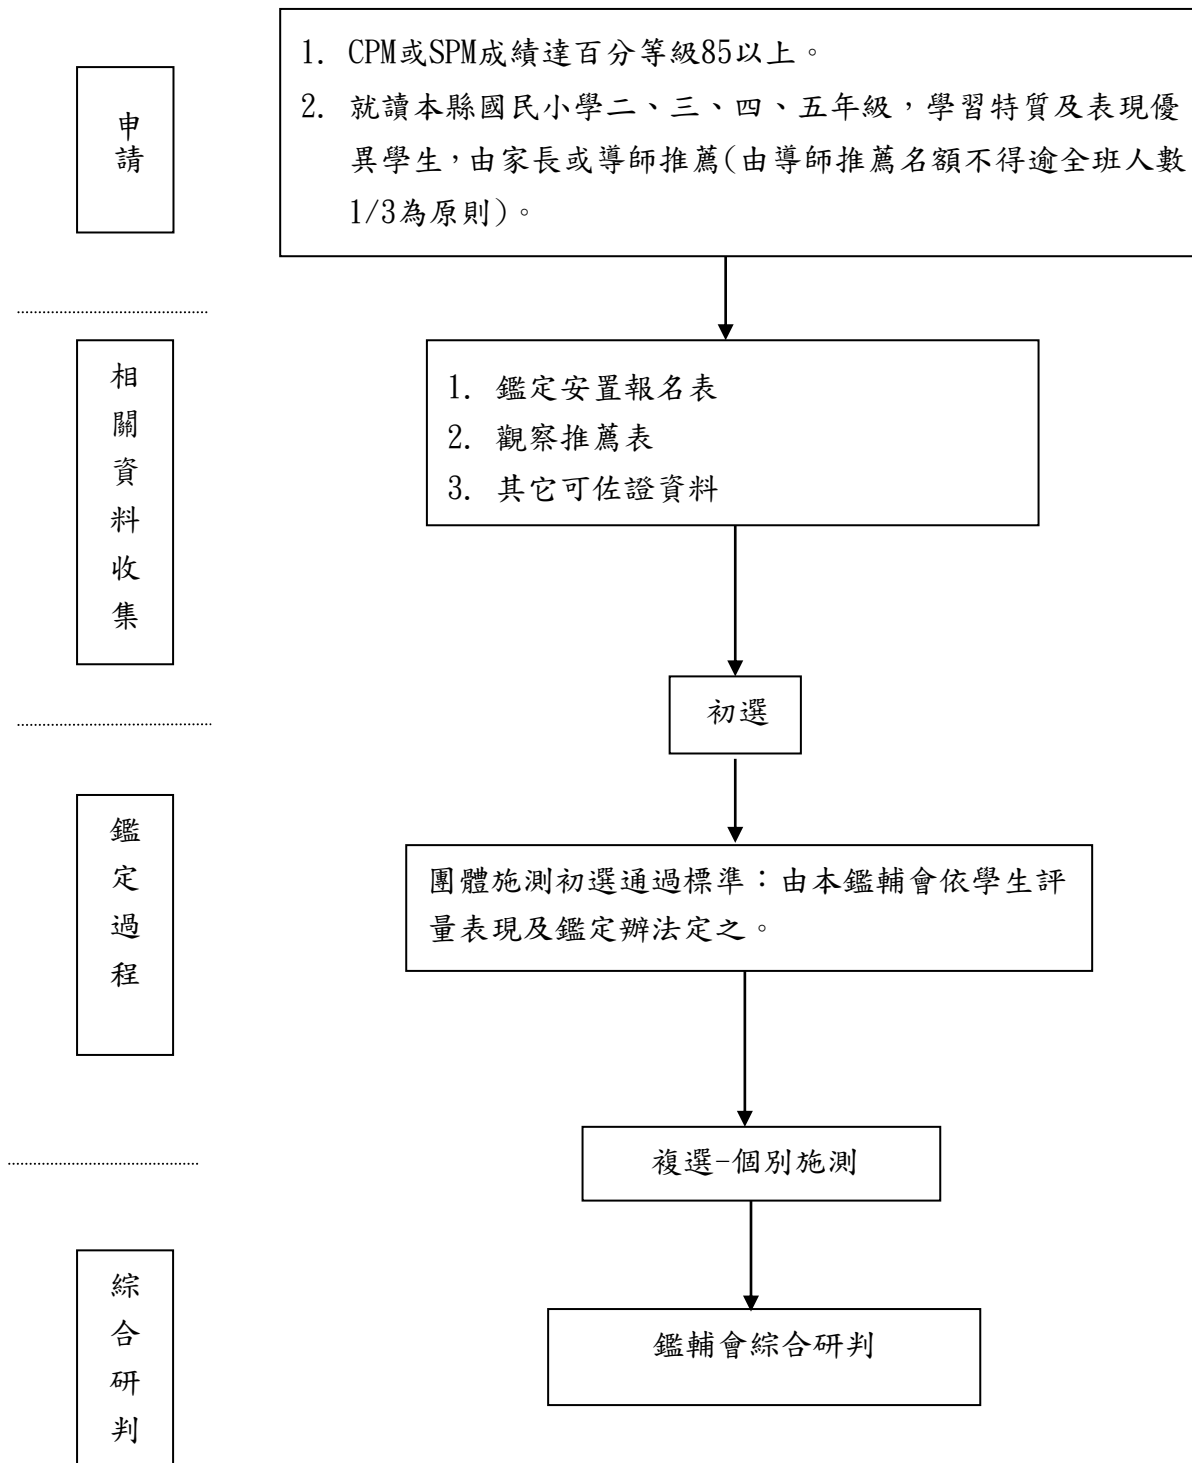 申請
1. CPM或SPM成績達百分等級85以上。
2. 就讀本縣國民小學二、三、四、五年級，學習特質及表現優
異學生，由家長或導師推薦(由導師推薦名額不得逾全班人數
1/3為原則)。
相關資料收集
1. 鑑定安置報名表
2. 觀察推薦表
3. 其它可佐證資料
初選
鑑定過程
團體施測初選通過標準：由本鑑輔會依學生評
量表現及鑑定辦法定之。
複選-個別施測
綜合研判
鑑輔會綜合研判